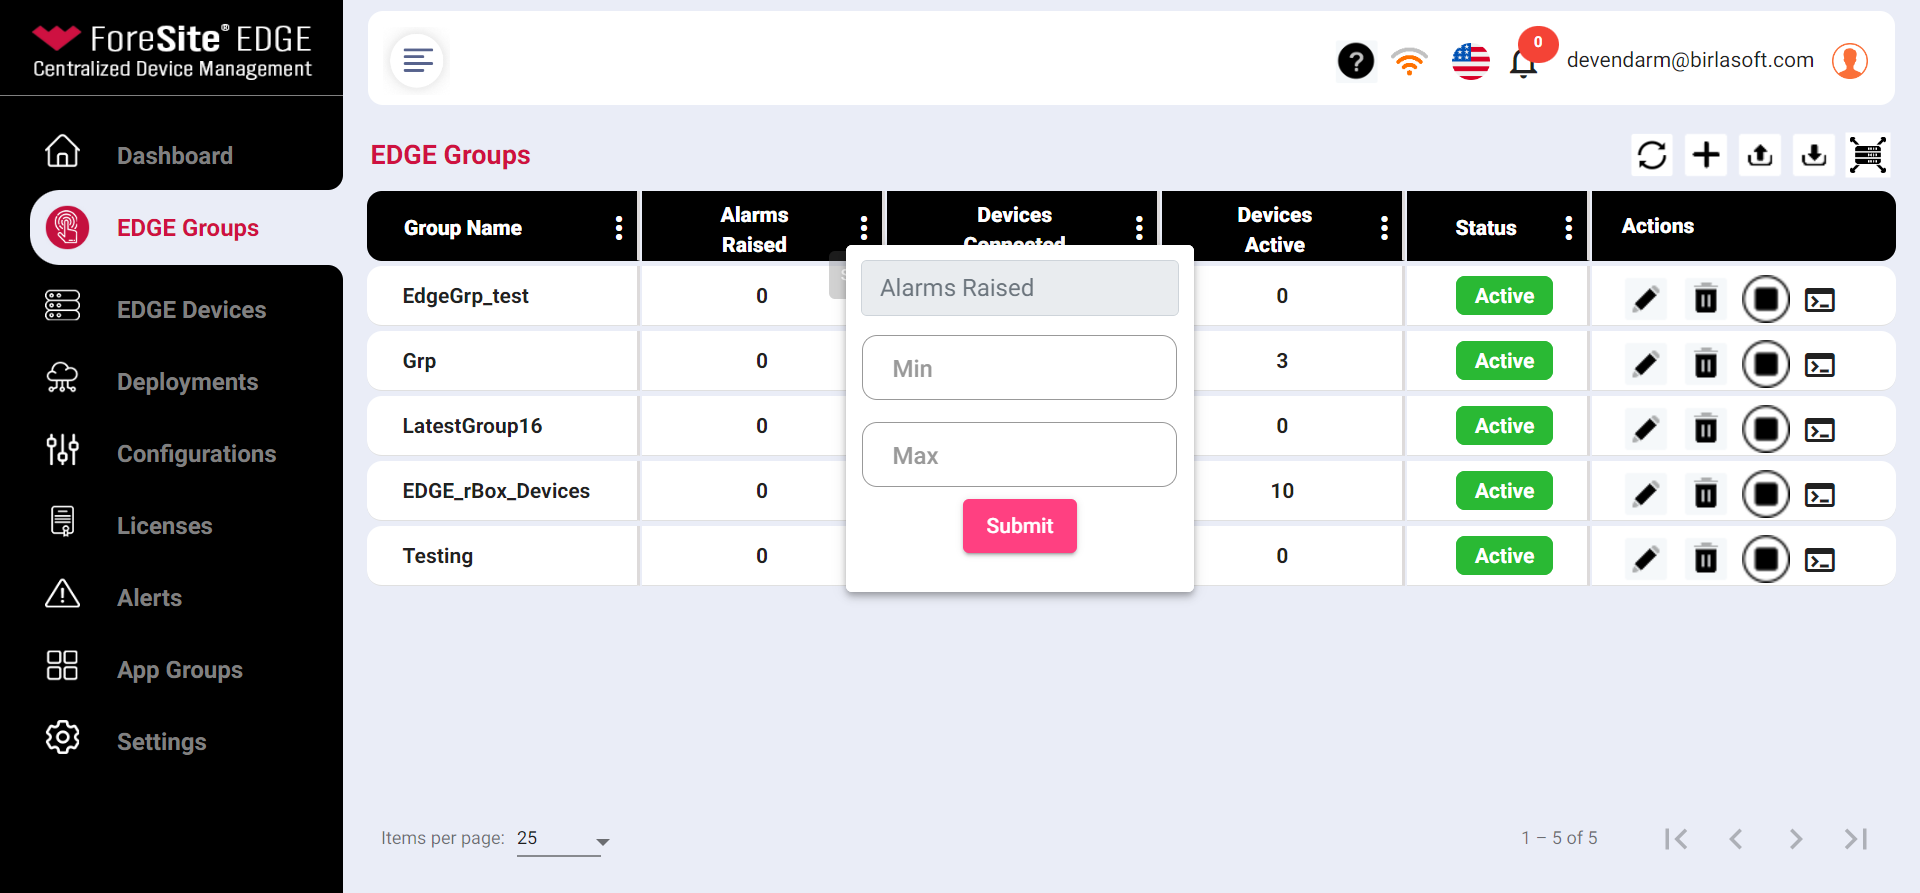 ForeSite® EDGE
Centralized Device Management
Dashboard
EDGE Groups
EDGE Devices
Deployments
Configurations
Licenses
Alerts
App Groups
Settings
?
0
devendarm@birlasoft.com
EDGE Groups
Group Name
Alarms
Raised
Devices
Connected
Devices
Active
Status
Actions
EdgeGrp_test
0
0
Active
Grp
0
3
Active
LatestGroup16
0
0
Active
EDGE_rBox_Devices
0
10
Active
Testing
0
0
Active
Alarms Raised
Min
Max
Submit
Items per page: 25
1 – 5 of 5